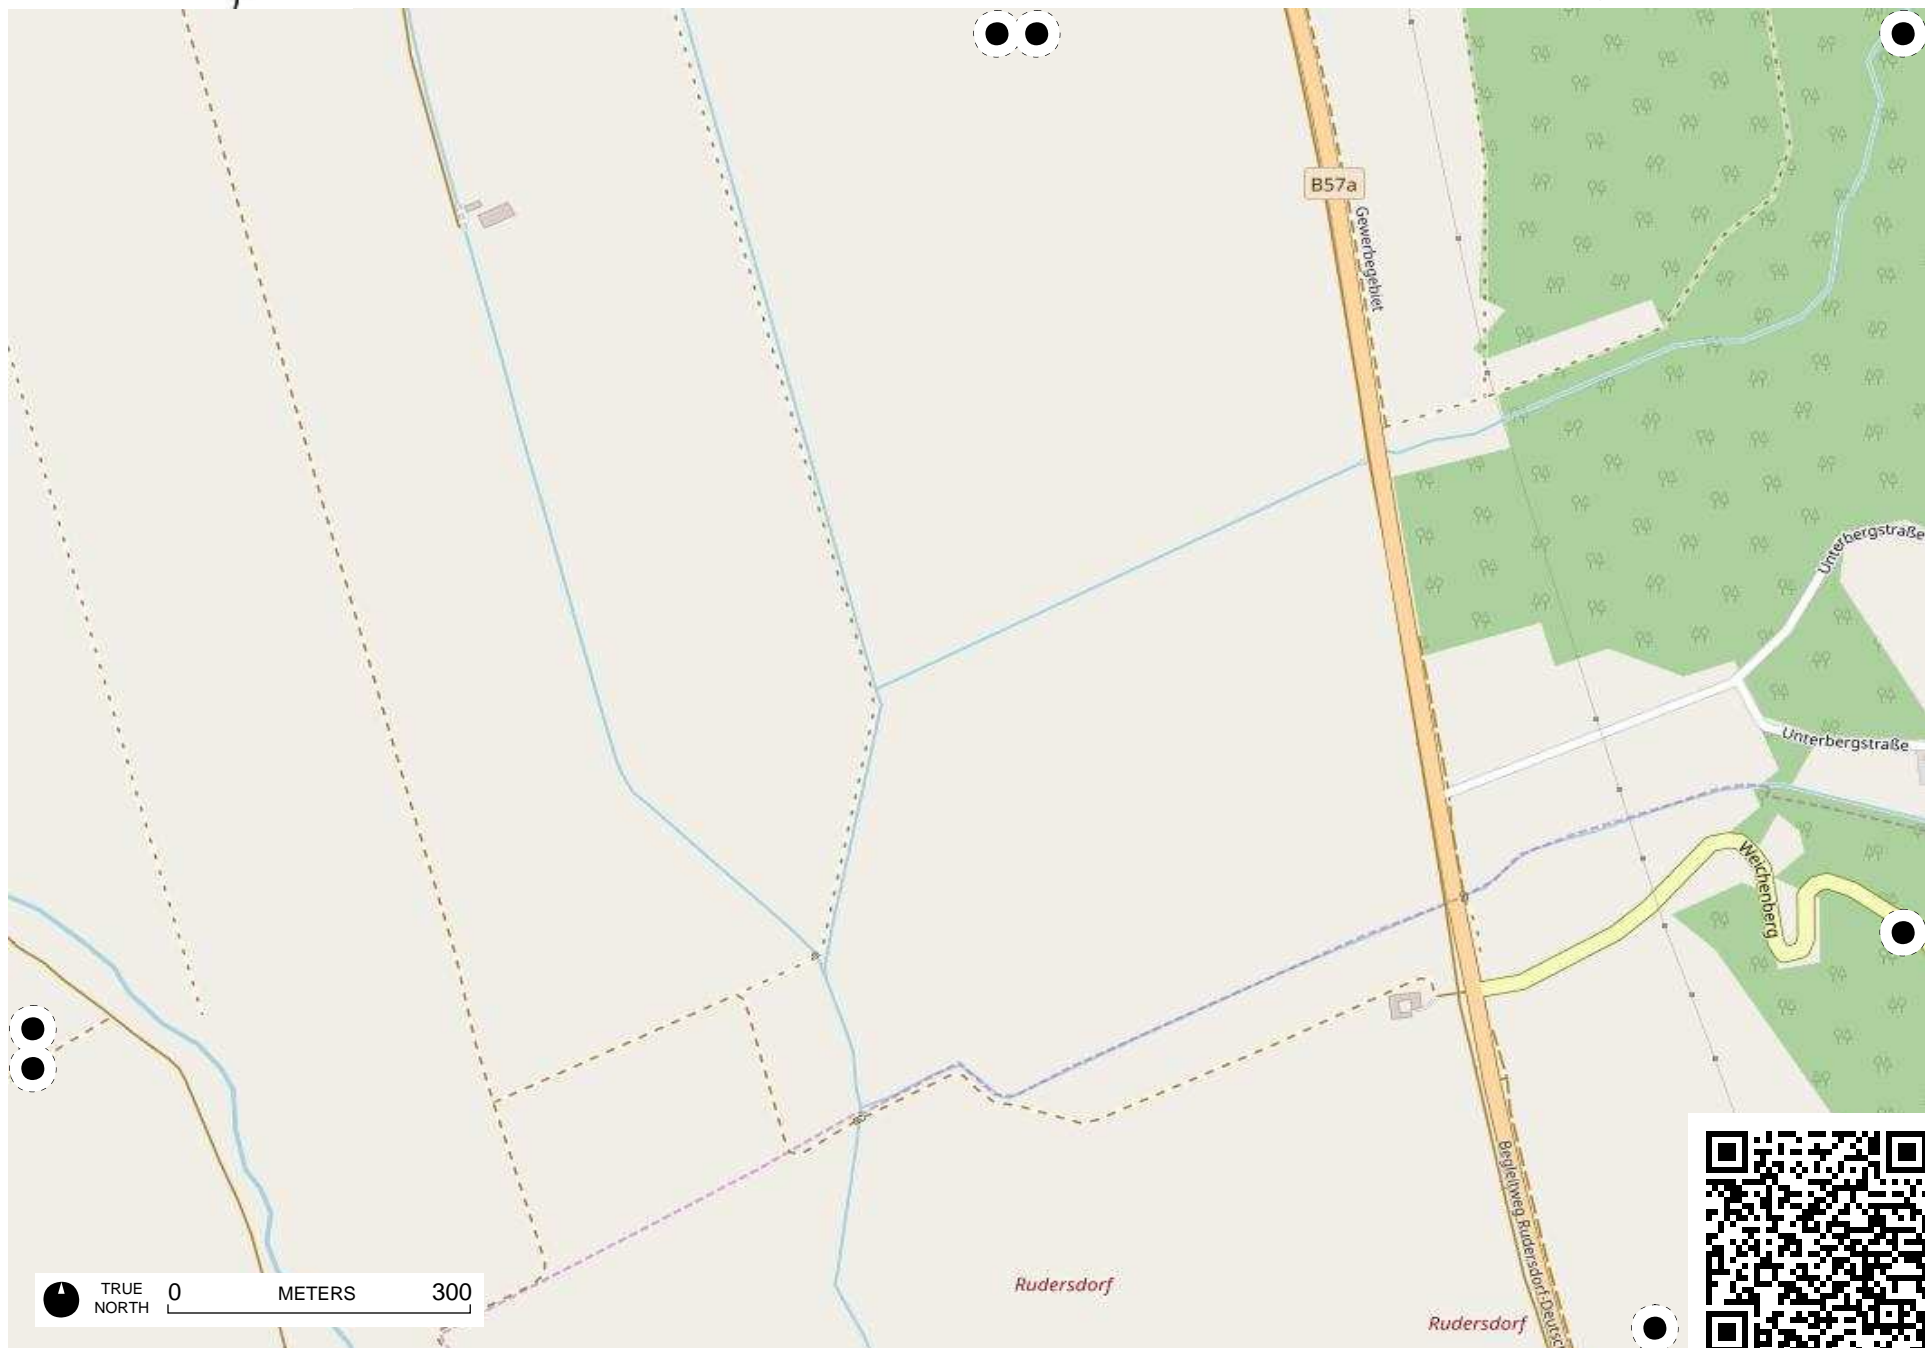 B57a
Gewerbegebiet
Unterbergstraße
Unterbergstraße
Weichenberg
Begleitweg Rudersdorf-Deutsc
TRUE
NORTH
0 METERS 300
Rudersdorf
Rudersdorf